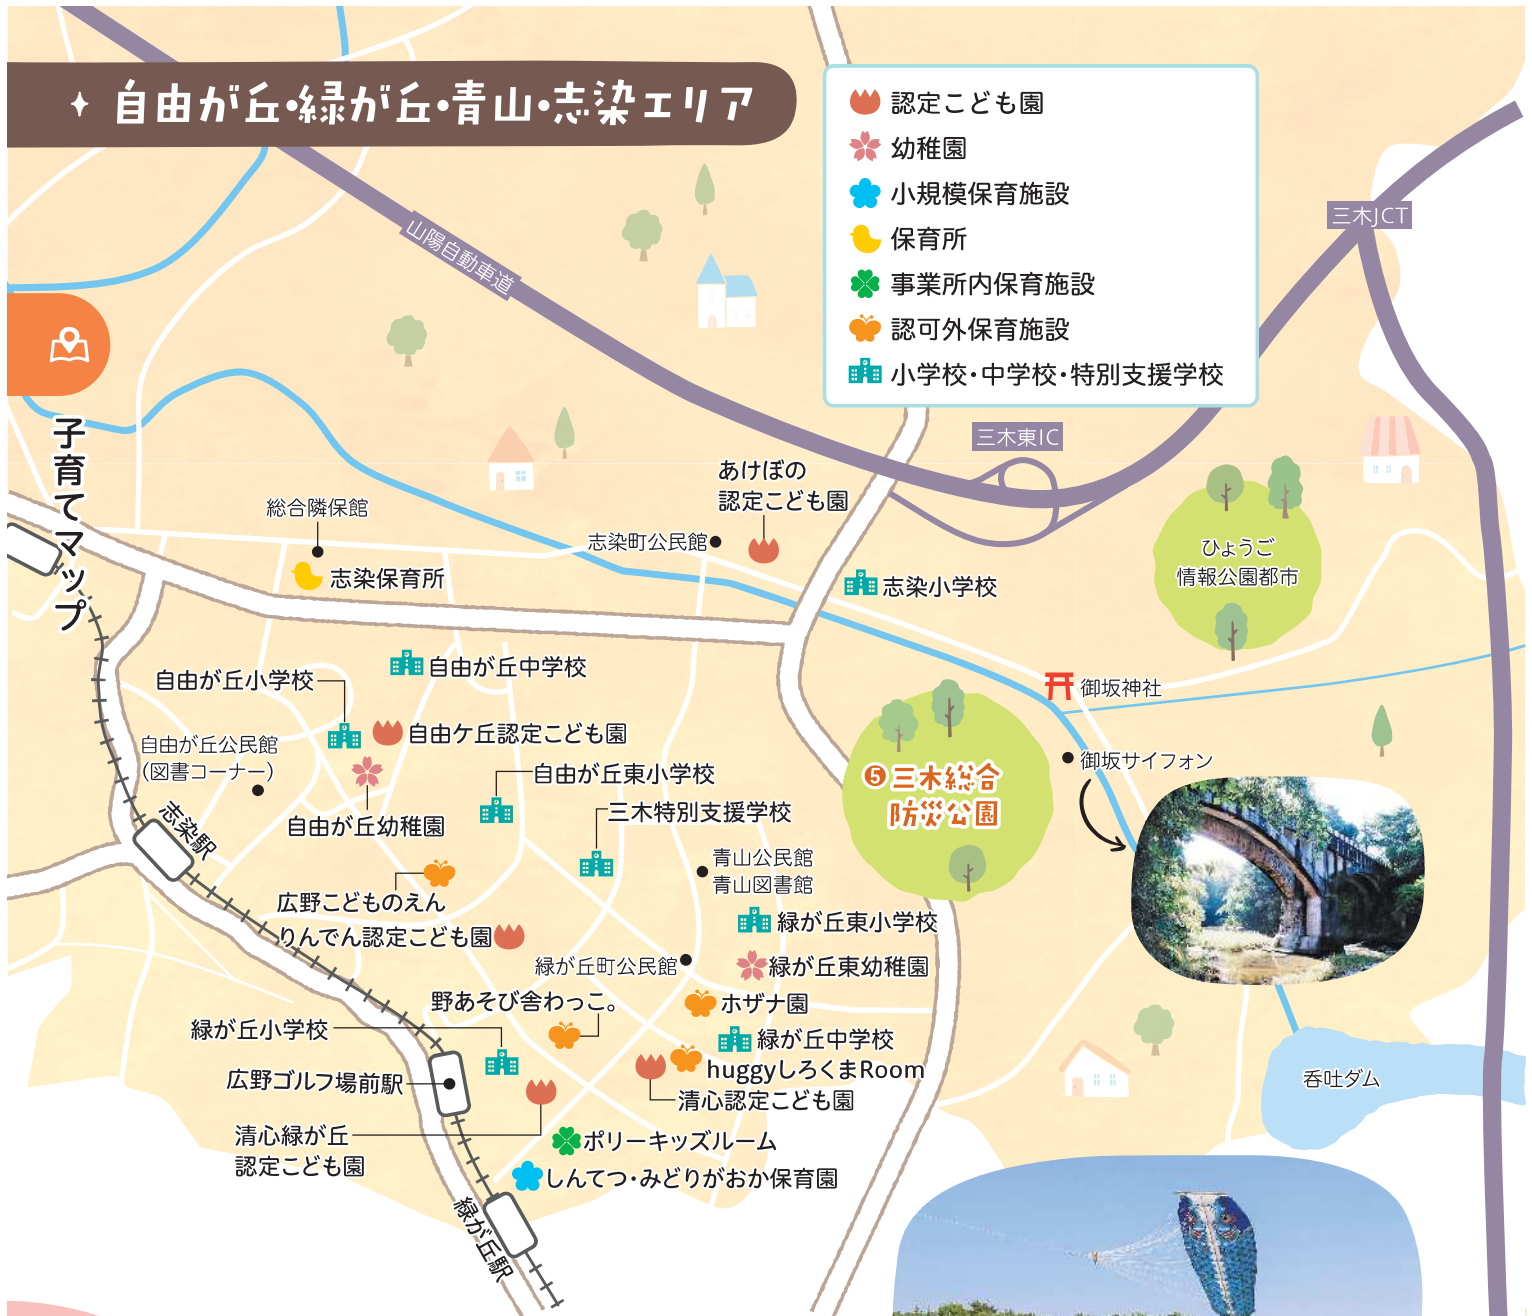 自由が丘・緑が丘・青山・志染エリア
認定こども園
幼稚園
小規模保育施設
保育所
事業所内保育施設
認可外保育施設
小学校・中学校・特別支援学校
山陽自動車道
三木JCT
三木東IC
子育てマップ
あけぼの
認定こども園
総合隣保館
志染町公民館
志染保育所
志染小学校
ひょうご
情報公園都市
自由が丘中学校
自由が丘小学校
御坂神社
自由ケ丘認定こども園
自由が丘公民館
(図書コーナー)
御坂サイフォン
自由が丘東小学校
❺三木総合
防災公園
三木特別支援学校
自由が丘幼稚園
志染駅
青山公民館
青山図書館
広野こどものえん
緑が丘東小学校
りんでん認定こども園
緑が丘町公民館
緑が丘東幼稚園
野あそび舎わっこ。
ホザナ園
緑が丘小学校
緑が丘中学校
huggyしろくまRoom
広野ゴルフ場前駅
清心認定こども園
呑吐ダム
清心緑が丘
認定こども園
ポリーキッズルーム
しんてつ・みどりがおか保育園
緑が丘駅